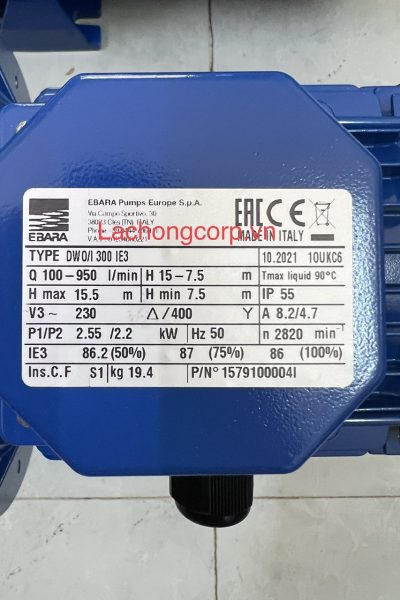 EBARA Pumps Europe S.p.A.
Via Campo Sportivo, 30
38023 Cles (TN), ITALY
EBARA
Lachongcorp.vn
EAC CE
MADE IN ITALY
TYPE DWO/I 300 IE3 10.2021 10UKC6
Q 100-950 l/min H 15-7.5 m Tmax liquid 90°C
H max 15.5 m H min 7.5 m IP 55
V3~ 230 Δ/400 Y A 8.2/4.7
P1/P2 2.55/2.2 kW Hz 50 n 2820 min⁻¹
IE3 86.2 (50%) 87 (75%) 86 (100%)
Ins.C.F S1 kg 19.4 P/N° 1579100004I